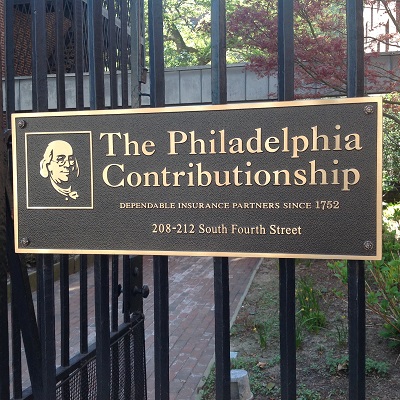 The Philadelphia
Contributionship
DEPENDABLE INSURANCE PARTNERS SINCE 1752
208-212 South Fourth Street